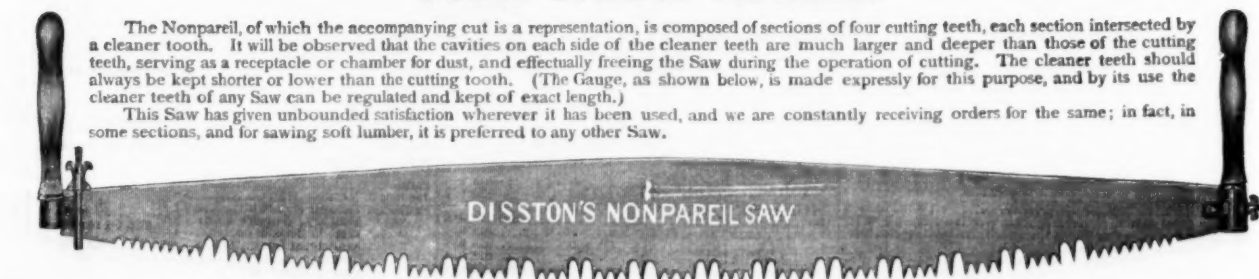 The Nonpareil, of which the accompanying cut is a representation, is composed of sections of four cutting teeth, each section intersected by
a cleaner tooth. It will be observed that the cavities on each side of the cleaner teeth are much larger and deeper than those of the cutting
teeth, serving as a receptacle or chamber for dust, and effectually freeing the Saw during the operation of cutting. The cleaner teeth should
always be kept shorter or lower than the cutting tooth. (The Gauge, as shown below, is made expressly for this purpose, and by its use the
cleaner teeth of any Saw can be regulated and kept of exact length.)
This Saw has given unbounded satisfaction wherever it has been used, and we are constantly receiving orders for the same; in fact, in
some sections, and for sawing soft lumber, it is preferred to any other Saw.
DISSTON'S NONPAREIL SAW